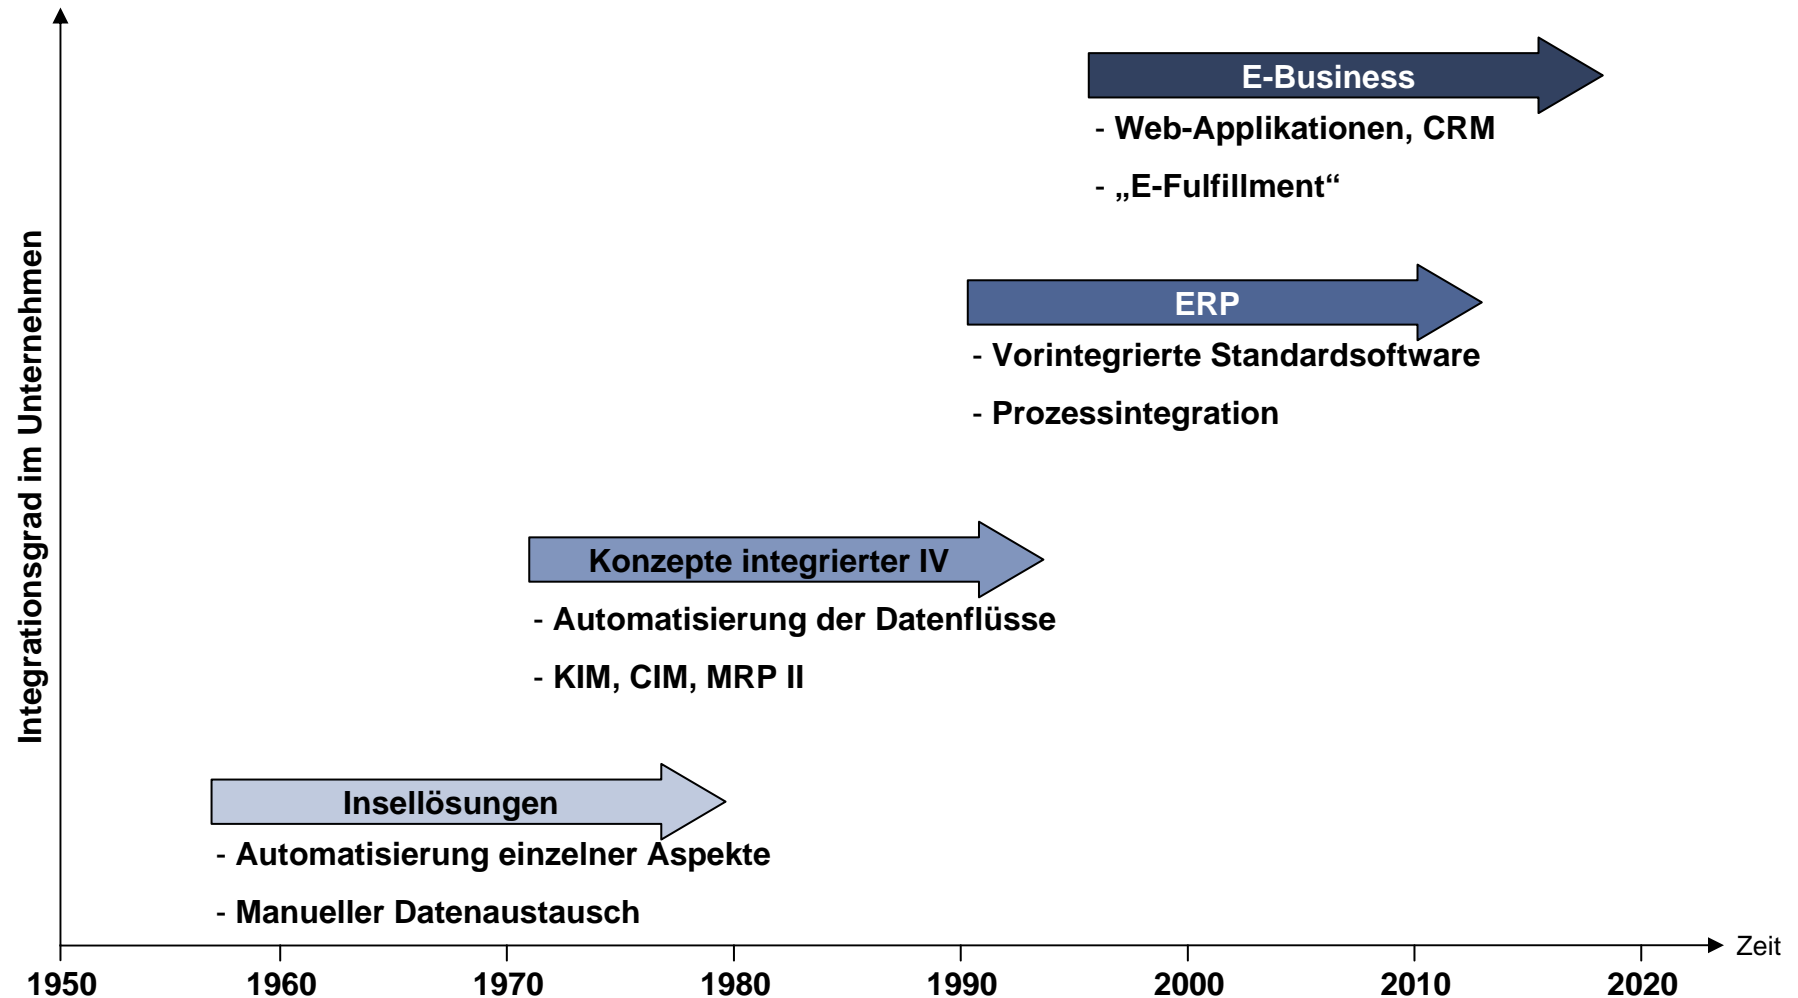 E-Business
- Web-Applikationen, CRM
- „E-Fulfillment“
ERP
- Vorintegrierte Standardsoftware
- Prozessintegration
Konzepte integrierter IV
- Automatisierung der Datenflüsse
- KIM, CIM, MRP II
Insellösungen
- Automatisierung einzelner Aspekte
- Manueller Datenaustausch
Integrationsgrad im Unternehmen
Zeit
1950 1960 1970 1980 1990 2000 2010 2020